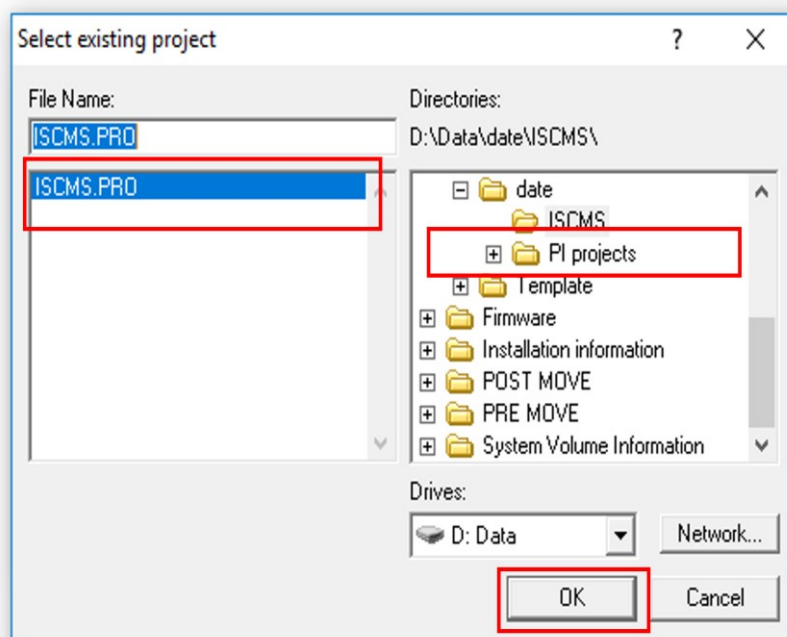 Select existing project
? X
File Name:
ISCMS.PRO
ISCMS.PRO
Directories:
D:\Data\date\ISCMS\
date
ISCMS
PI projects
Template
Firmware
Installation information
POST MOVE
PRE MOVE
System Volume Information
Drives:
D: Data
Network...
OK
Cancel